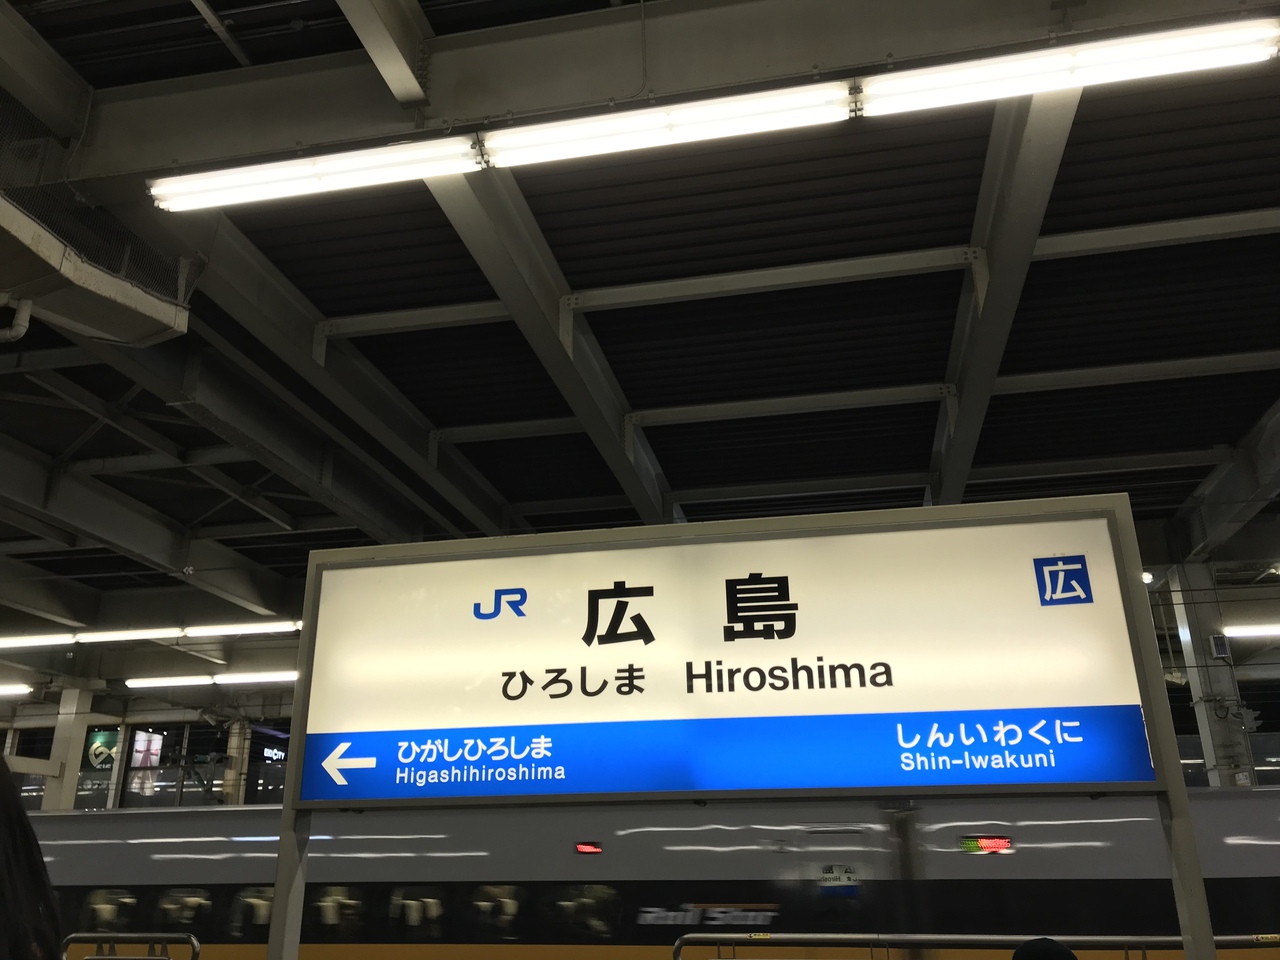 JR 広島 広
ひろしま Hiroshima
← ひがしひろしま
Higashihiroshima
しんいわくに
Shin-Iwakuni
Rail Star